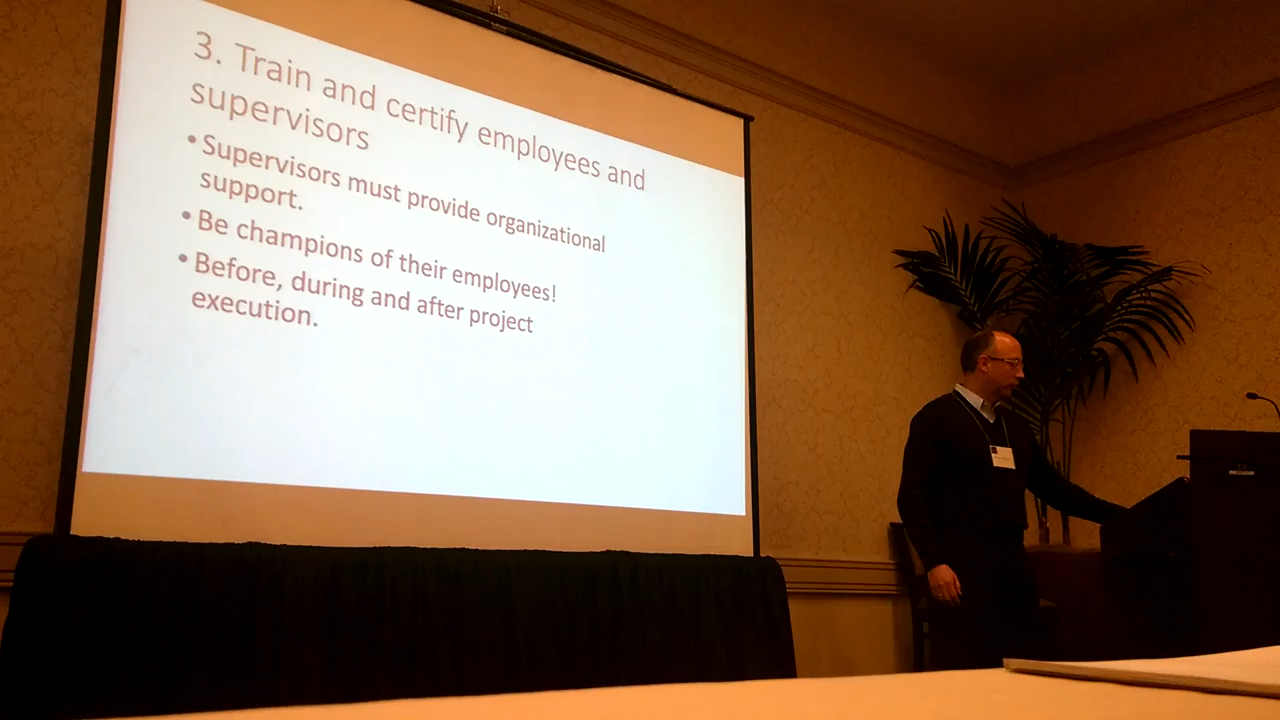 3. Train and certify employees and
supervisors
• Supervisors must provide organizational
support.
• Be champions of their employees!
• Before, during and after project
execution.